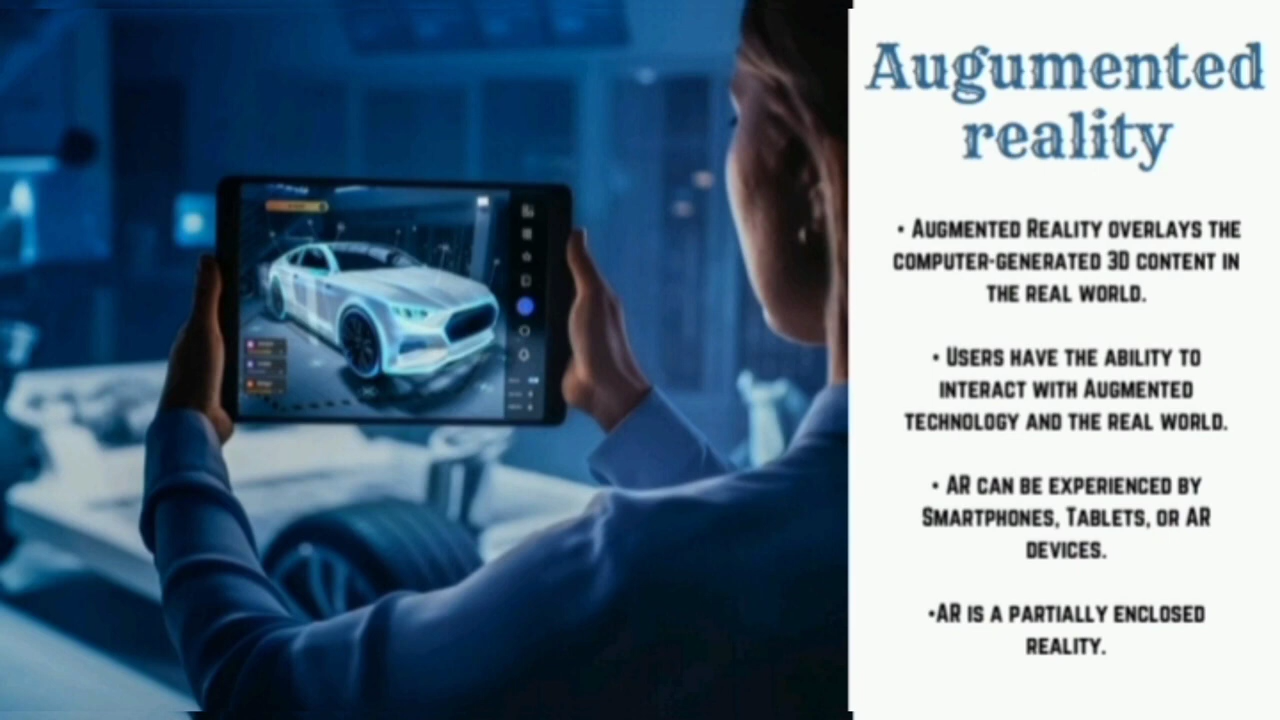 Augumented
reality
• Augmented Reality overlays the
computer-generated 3D content in
the real world.
• Users have the ability to
interact with Augmented
technology and the real world.
• AR can be experienced by
Smartphones, Tablets, or AR
devices.
•AR is a partially enclosed
reality.